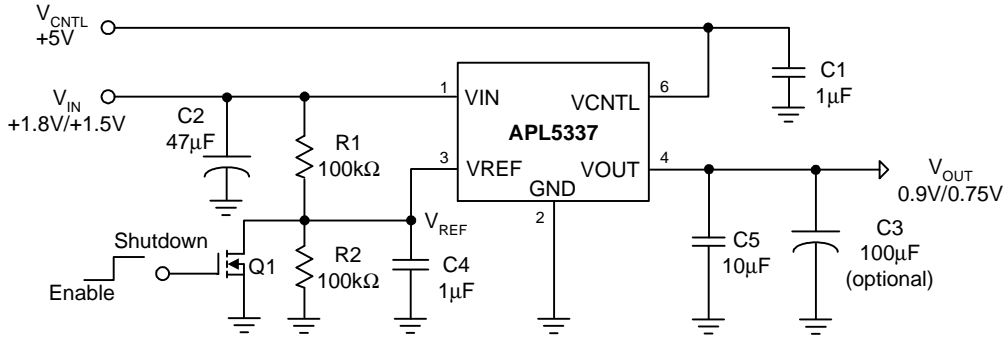 VCNTL
+5V
VIN
+1.8V/+1.5V
C2
47μF
R1
100kΩ
1
VIN
3
VREF
APL5337
VCNTL
6
VOUT
4
GND
2
C1
1μF
VOUT
0.9V/0.75V
C5
10μF
C3
100μF
(optional)
VREF
Shutdown
Enable
Q1
R2
100kΩ
C4
1μF